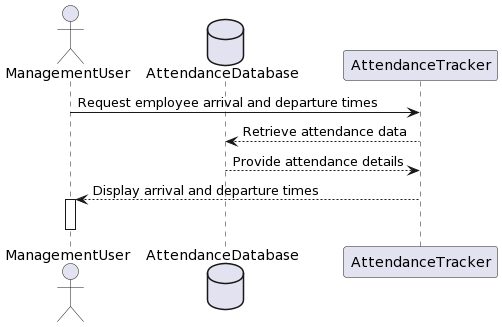 ManagementUser AttendanceDatabase AttendanceTracker
Request employee arrival and departure times
Retrieve attendance data
Provide attendance details
Display arrival and departure times
ManagementUser AttendanceDatabase AttendanceTracker